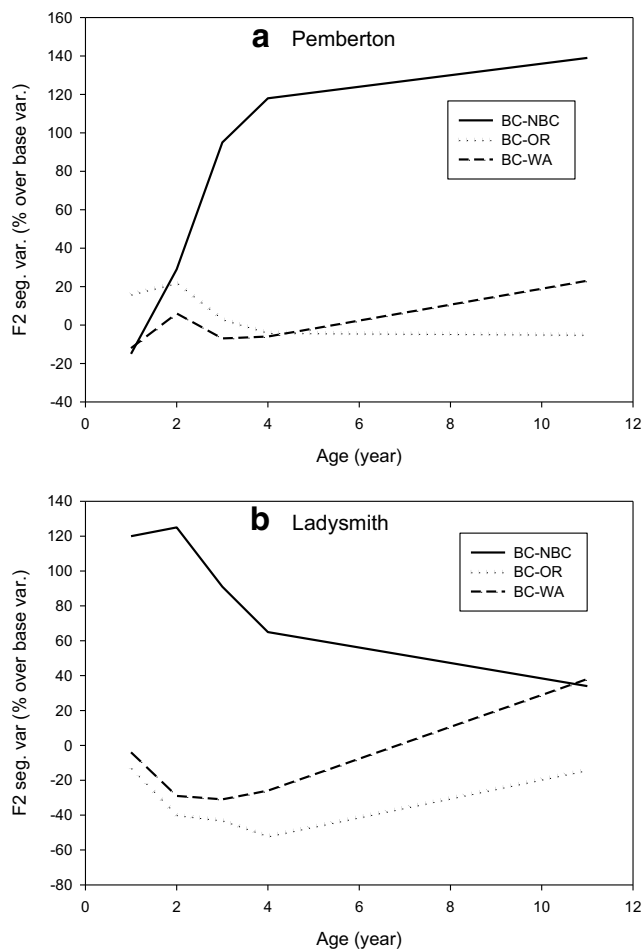 a Pemberton
160
140
120
100
80
60
40
20
0
-20
-40
F2 seg. var. (% over base var.)
BC-NBC
BC-OR
BC-WA
0 2 4 6 8 10 12
Age (year)
b Ladysmith
140
120
100
80
60
40
20
0
-20
-40
-60
-80
F2 seg. var (% over base var.)
BC-NBC
BC-OR
BC-WA
0 2 4 6 8 10 12
Age (year)